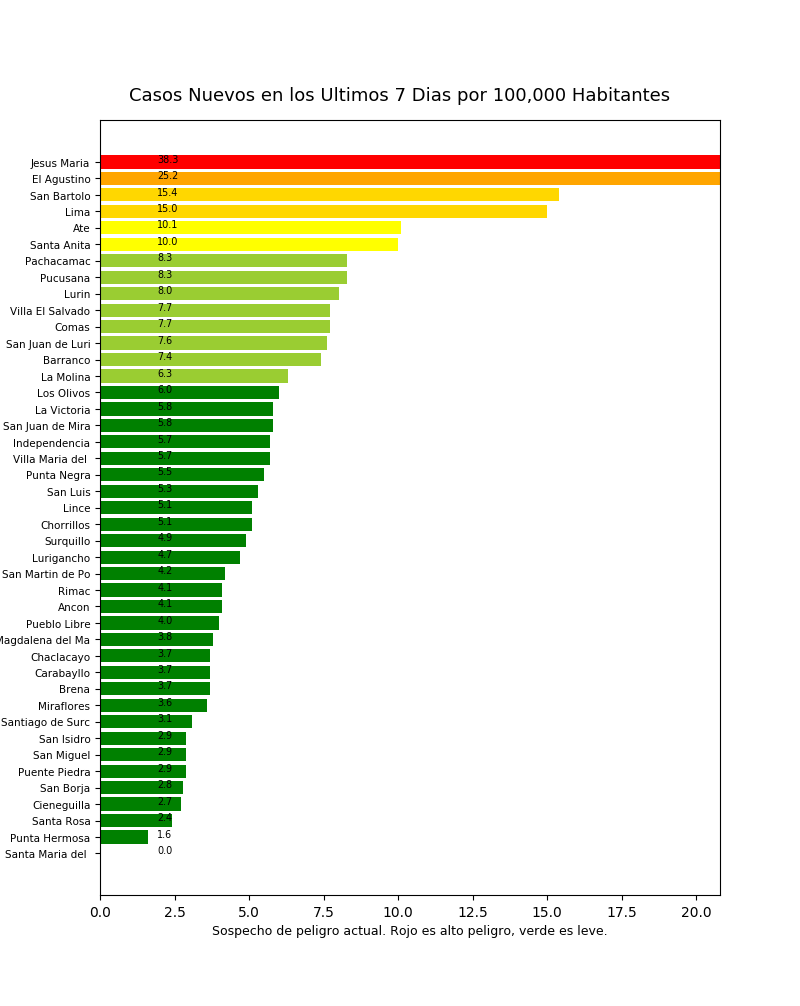 Casos Nuevos en los Ultimos 7 Dias por 100,000 Habitantes
Jesus Maria 38.3
El Agustino 25.2
San Bartolo 15.4
Lima 15.0
Ate 10.1
Santa Anita 10.0
Pachacamac 8.3
Pucusana 8.3
Lurin 8.0
Villa El Salvado 7.7
Comas 7.7
San Juan de Luri 7.6
Barranco 7.4
La Molina 6.3
Los Olivos 6.0
La Victoria 5.8
San Juan de Mira 5.8
Independencia 5.7
Villa Maria del 5.7
Punta Negra 5.5
San Luis 5.3
Lince 5.1
Chorrillos 5.1
Surquillo 4.9
Lurigancho 4.7
San Martin de Po 4.2
Rimac 4.1
Ancon 4.1
Pueblo Libre 4.0
Magdalena del Ma 3.8
Chaclacayo 3.7
Carabayllo 3.7
Brena 3.7
Miraflores 3.6
Santiago de Surc 3.1
San Isidro 2.9
San Miguel 2.9
Puente Piedra 2.9
San Borja 2.8
Cieneguilla 2.7
Santa Rosa 2.4
Punta Hermosa 1.6
Santa Maria del 0.0
0.0 2.5 5.0 7.5 10.0 12.5 15.0 17.5 20.0
Sospecho de peligro actual. Rojo es alto peligro, verde es leve.